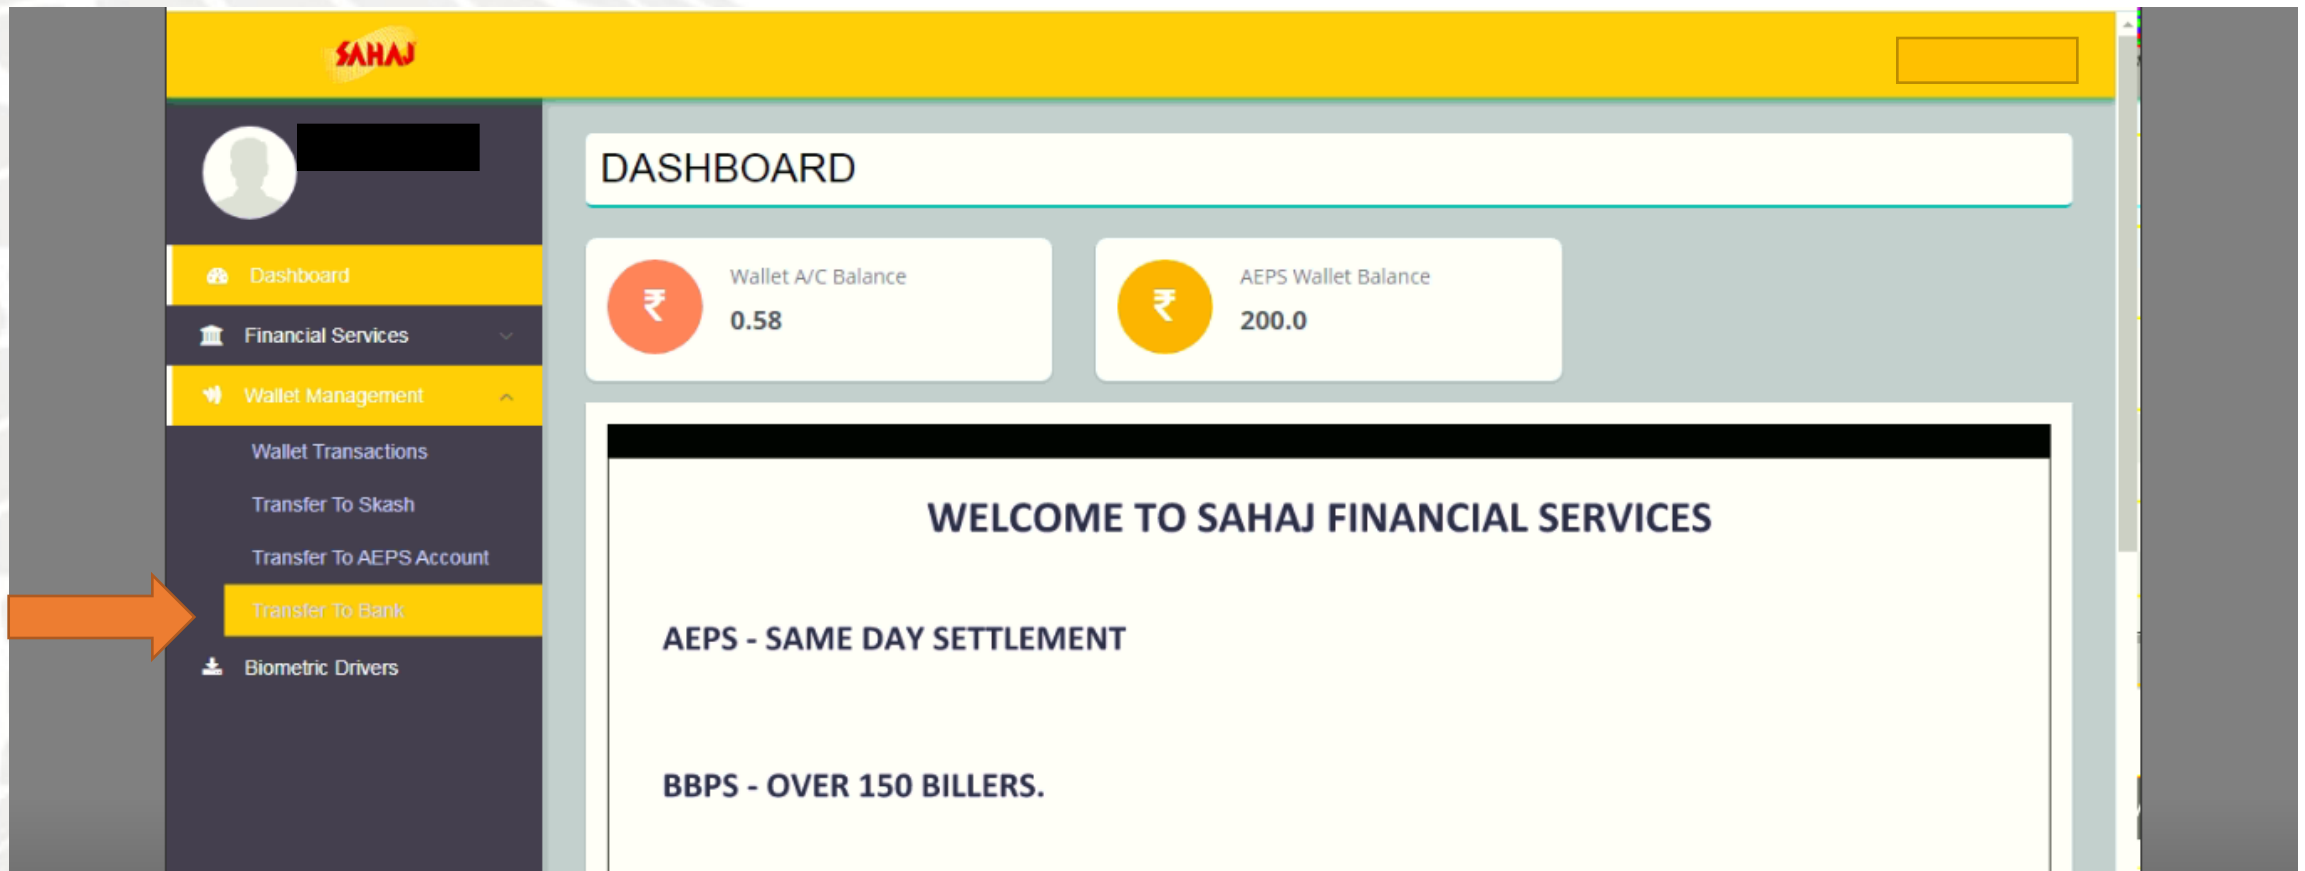 SAHAJ
DASHBOARD
Dashboard
Financial Services
Wallet Management
Wallet Transactions
Transfer To Skash
Transfer To AEPS Account
Transfer To Bank
Biometric Drivers
₹
Wallet A/C Balance
0.58
₹
AEPS Wallet Balance
200.0
WELCOME TO SAHAJ FINANCIAL SERVICES
AEPS - SAME DAY SETTLEMENT
BBPS - OVER 150 BILLERS.